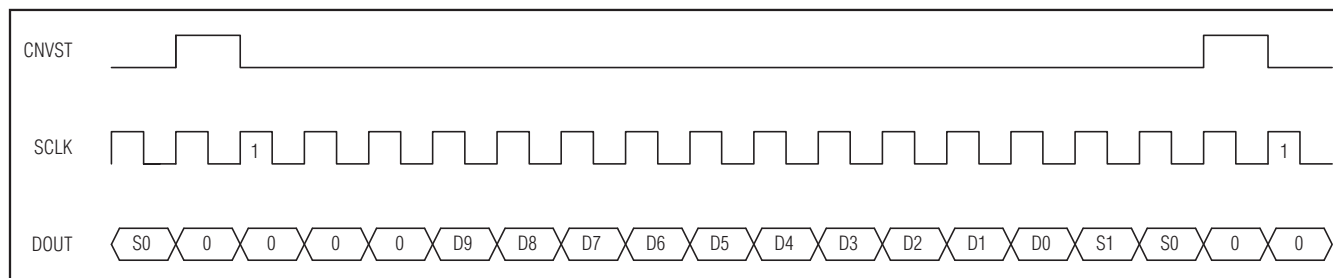 CNVST
SCLK 1 1
DOUT S0 0 0 0 0 D9 D8 D7 D6 D5 D4 D3 D2 D1 D0 S1 S0 0 0